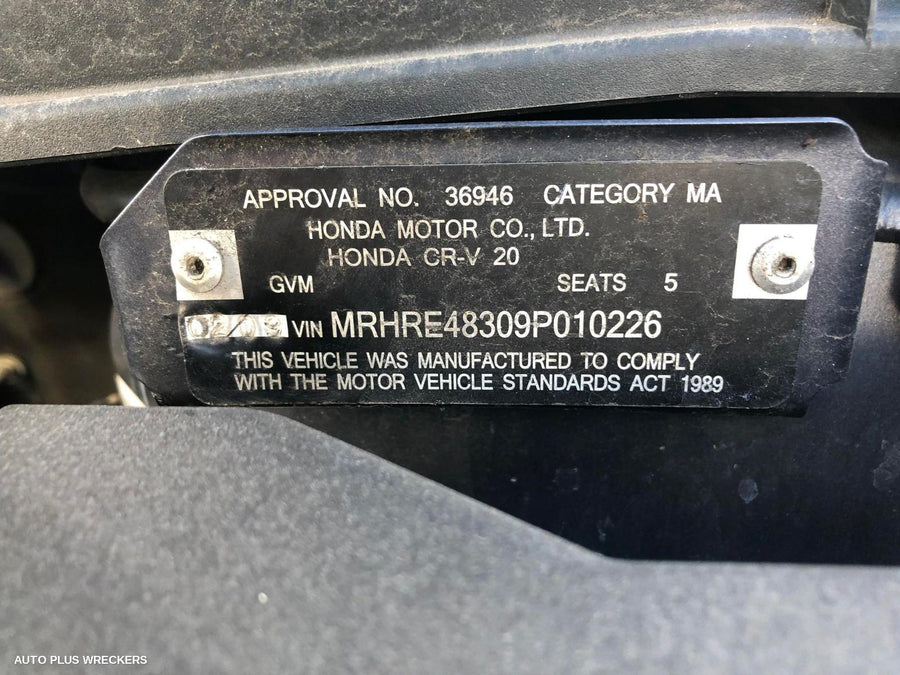 APPROVAL NO. 36946 CATEGORY MA
HONDA MOTOR CO., LTD.
HONDA CR-V 20
GVM SEATS 5
VIN MRHRE48309P010226
THIS VEHICLE WAS MANUFACTURED TO COMPLY
WITH THE MOTOR VEHICLE STANDARDS ACT 1989
AUTO PLUS WRECKERS